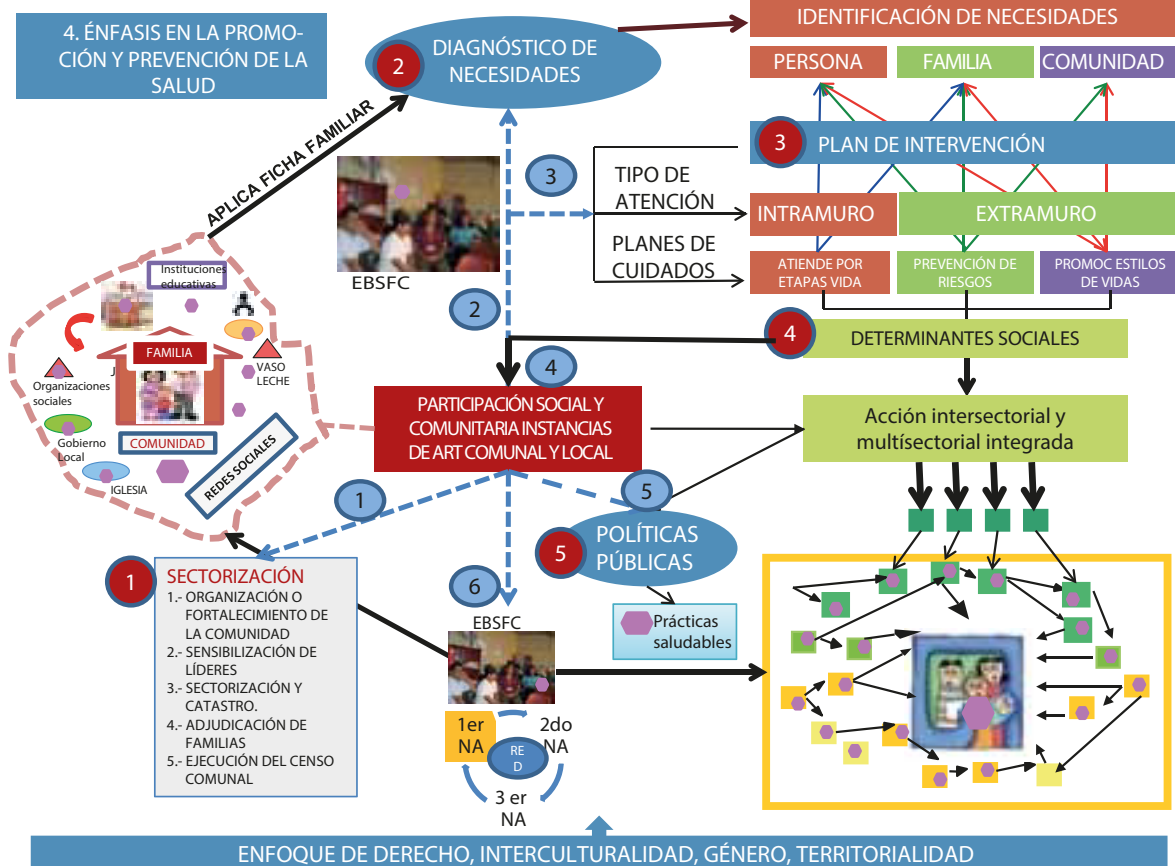 4. ÉNFASIS EN LA PROMO-
CIÓN Y PREVENCIÓN DE LA
SALUD
2
DIAGNÓSTICO DE
NECESIDADES
IDENTIFICACIÓN DE NECESIDADES
PERSONA
FAMILIA
COMUNIDAD
3
PLAN DE INTERVENCIÓN
APLICA FICHA FAMILIAR
EBSFC
3
TIPO DE
ATENCIÓN
PLANES DE
CUIDADOS
INTRAMURO
EXTRAMURO
ATIENDE POR
ETAPAS VIDA
PREVENCIÓN DE
RIESGOS
PROMOC ESTILOS
DE VIDAS
2
4
DETERMINANTES SOCIALES
Instituciones
educativas
FAMILIA
J
VASO
LECHE
Organizaciones
sociales
Gobierno
Local
COMUNIDAD
IGLESIA
REDES SOCIALES
4
PARTICIPACIÓN SOCIAL Y
COMUNITARIA INSTANCIAS
DE ART COMUNAL Y LOCAL
Acción intersectorial y
multísectorial integrada
1
5
5
POLÍTICAS
PÚBLICAS
Prácticas
saludables
1
SECTORIZACIÓN
1.- ORGANIZACIÓN O
FORTALECIMIENTO DE
LA COMUNIDAD
2.- SENSIBILIZACIÓN DE
LÍDERES
3.- SECTORIZACIÓN Y
CATASTRO.
4.- ADJUDICACIÓN DE
FAMILIAS
5.- EJECUCIÓN DEL CENSO
COMUNAL
6
EBSFC
1er
NA
2do
NA
RE
D
3 er
NA
ENFOQUE DE DERECHO, INTERCULTURALIDAD, GÉNERO, TERRITORIALIDAD